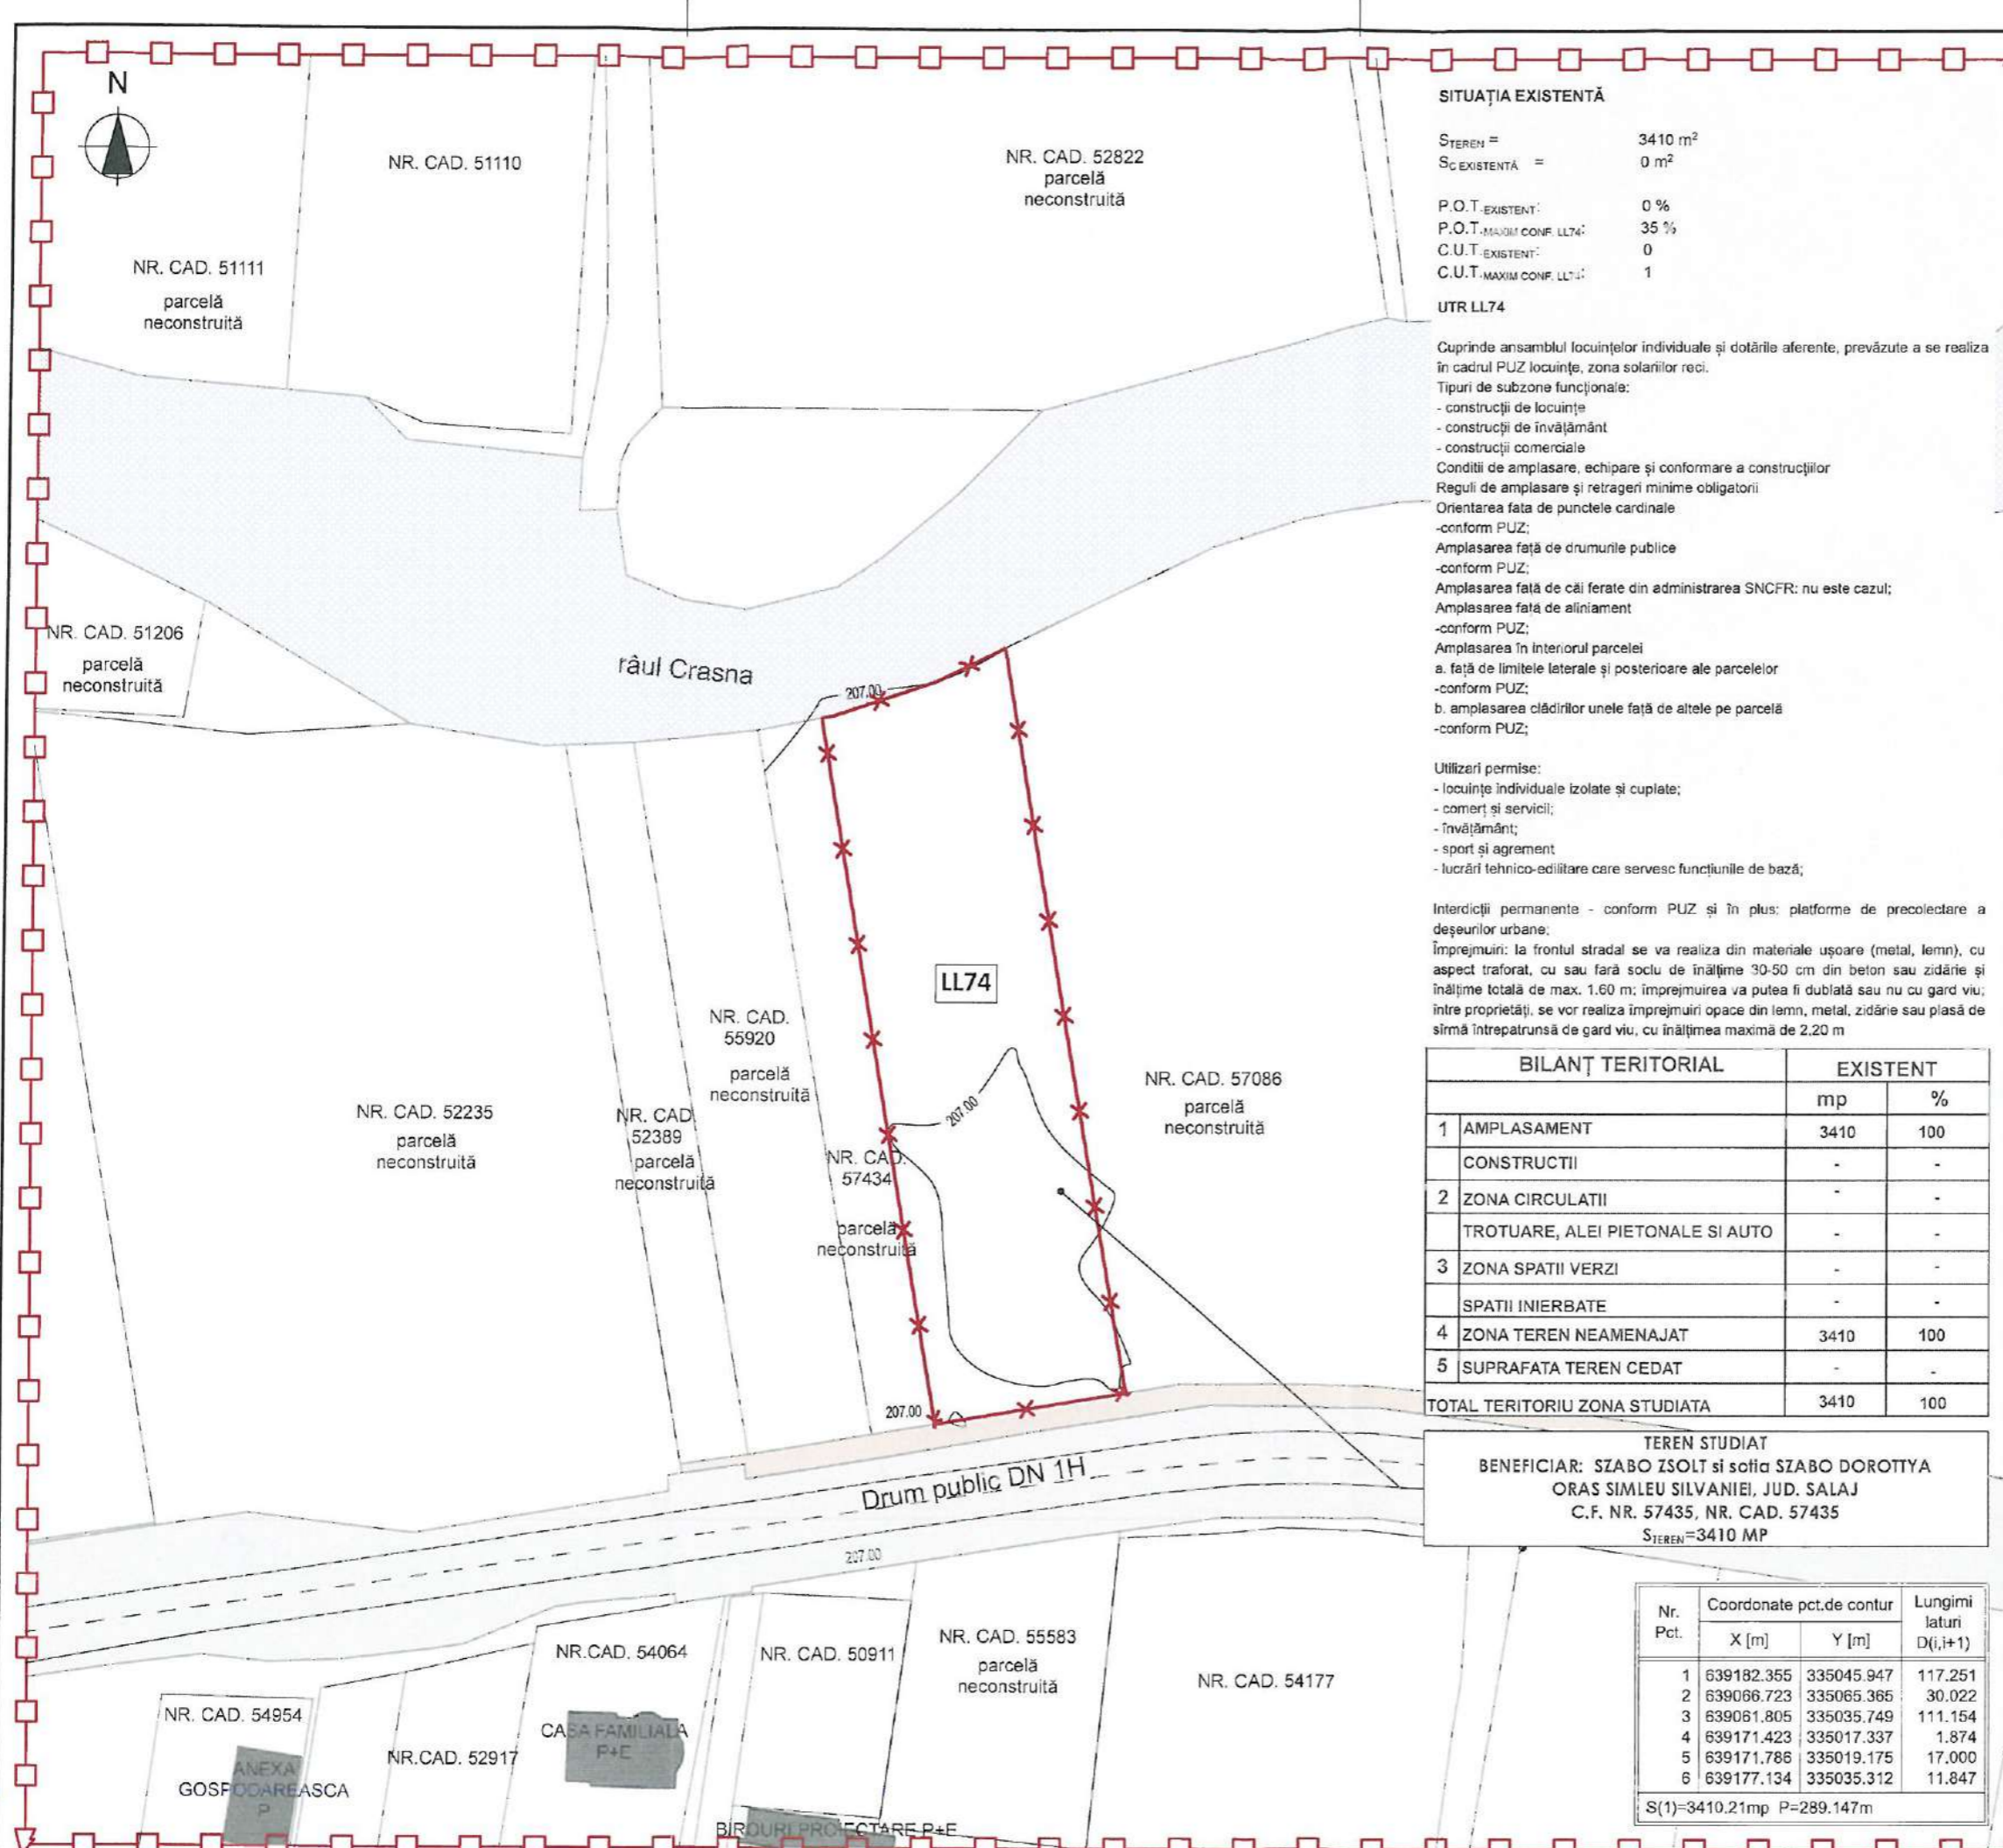 N
NR. CAD. 51110
NR. CAD. 52822
parcelă
neconstruită
NR. CAD. 51111
parcelă
neconstruită
NR. CAD. 51206
parcelă
neconstruită
râul Crasna
207.00
LL74
NR. CAD.
55920
parcelă
neconstruită
207.00
NR. CAD. 57086
parcelă
neconstruită
NR. CAD. 52235
parcelă
neconstruită
NR. CAD
52389
parcelă
neconstruită
NR. CAD.
57434
parcelă
neconstruită
207.00
Drum public DN 1H
207.00
NR. CAD. 54954
ANEXA
GOSPODAREASCA
P
NR.CAD. 52917
NR.CAD. 54064
CASA FAMILIALA
P+E
NR. CAD. 50911
BIROURI PROIECTARE P+E
NR. CAD. 55583
parcelă
neconstruită
NR. CAD. 54177
SITUAȚIA EXISTENTĂ
STEREN = 3410 m²
SC EXISTENTĂ = 0 m²
P.O.T.EXISTENT: 0 %
P.O.T.MAXIM CONF. LL74: 35 %
C.U.T.EXISTENT: 0
C.U.T.MAXIM CONF. LL74: 1
UTR LL74
Cuprinde ansamblul locuințelor individuale și dotările aferente, prevăzute a se realiza
în cadrul PUZ locuințe, zona solariilor reci.
Tipuri de subzone funcționale:
- construcții de locuințe
- construcții de învățământ
- construcții comerciale
Conditii de amplasare, echipare și conformare a construcțiilor
Reguli de amplasare și retrageri minime obligatorii
Orientarea fata de punctele cardinale
-conform PUZ;
Amplasarea față de drumurile publice
-conform PUZ;
Amplasarea față de căi ferate din administrarea SNCFR: nu este cazul;
Amplasarea față de aliniament
-conform PUZ;
Amplasarea în interiorul parcelei
a. față de limitele laterale și posterioare ale parcelelor
-conform PUZ;
b. amplasarea clădirilor unele față de altele pe parcelă
-conform PUZ;
Utilizari permise:
- locuințe individuale izolate și cuplate;
- comerț și servicii;
- învățământ;
- sport și agrement
- lucrări tehnico-edilitare care servesc funcțiunile de bază;
Interdicții permanente - conform PUZ și în plus: platforme de precolectare a
deșeurilor urbane;
Împrejmuiri: la frontul stradal se va realiza din materiale ușoare (metal, lemn), cu
aspect traforat, cu sau fară soclu de înălțime 30-50 cm din beton sau zidărie și
înălțime totală de max. 1.60 m; împrejmuirea va putea fi dublată sau nu cu gard viu;
între proprietăți, se vor realiza împrejmuiri opace din lemn, metal, zidărie sau plasă de
sîrmă întrepatrunsă de gard viu, cu înălțimea maximă de 2,20 m
BILANȚ TERITORIAL EXISTENT
mp %
1 AMPLASAMENT 3410 100
CONSTRUCTII - -
2 ZONA CIRCULATII - -
TROTUARE, ALEI PIETONALE SI AUTO - -
3 ZONA SPATII VERZI - -
SPATII INIERBATE - -
4 ZONA TEREN NEAMENAJAT 3410 100
5 SUPRAFATA TEREN CEDAT - -
TOTAL TERITORIU ZONA STUDIATA 3410 100
TEREN STUDIAT
BENEFICIAR: SZABO ZSOLT si sotia SZABO DOROTTYA
ORAS SIMLEU SILVANIEI, JUD. SALAJ
C.F. NR. 57435, NR. CAD. 57435
STEREN=3410 MP
Nr. Pct. Coordonate pct.de contur Lungimi laturi D(i,i+1)
X [m] Y [m]
1 639182.355 335045.947 117.251
2 639066.723 335065.365 30.022
3 639061.805 335035.749 111.154
4 639171.423 335017.337 1.874
5 639171.786 335019.175 17.000
6 639177.134 335035.312 11.847
S(1)=3410.21mp P=289.147m